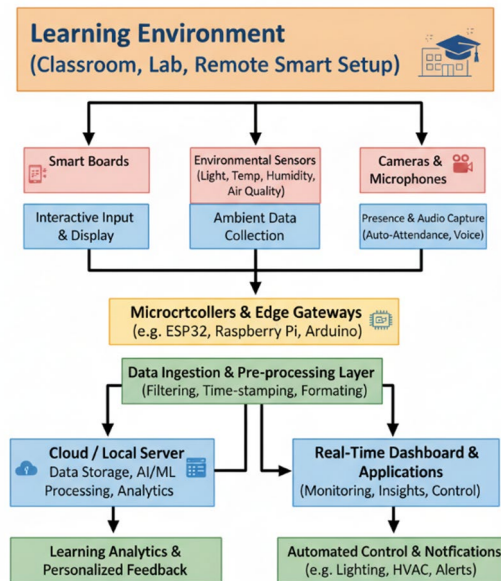 Learning Environment
(Classroom, Lab, Remote Smart Setup)
Smart Boards
Environmental Sensors
(Light, Temp, Humidity,
Air Quality)
Cameras &
Microphones
Interactive Input
& Display
Ambient Data
Collection
Presence & Audio Capture
(Auto-Attendance, Voice)
Microcrtcollers & Edge Gateways
(e.g. ESP32, Raspberry Pi, Arduino)
Data Ingestion & Pre-processing Layer
(Filtering, Time-stamping, Formating)
Cloud / Local Server
Data Storage, AI/ML
Processing, Analytics
Real-Time Dashboard &
Applications
(Monitoring, Insights, Control)
Learning Analytics &
Personalized Feedback
Automated Control & Notfications
(e.g. Lighting, HVAC, Alerts)